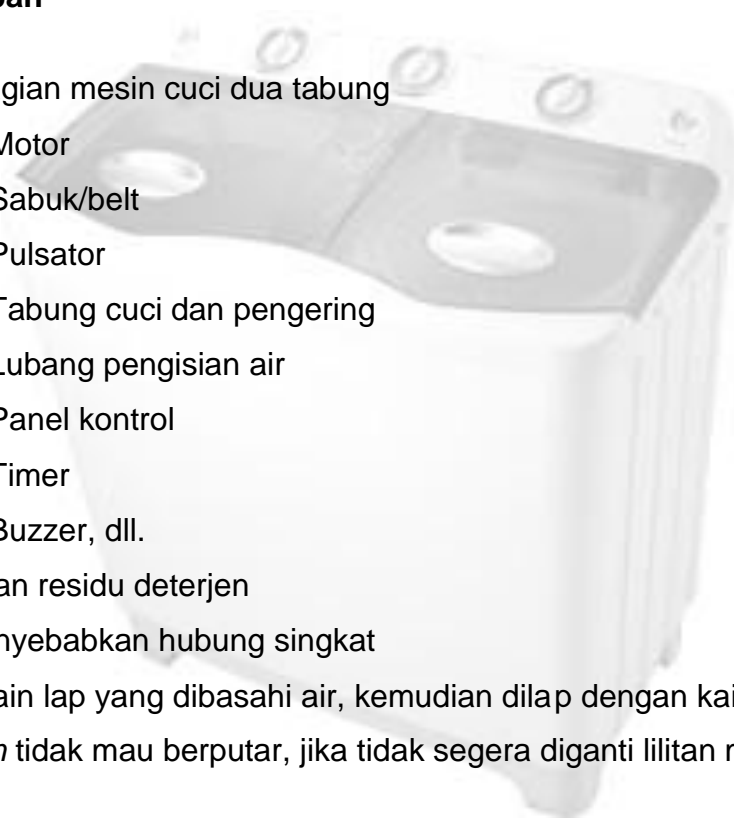 gian mesin cuci dua tabung
Motor
Sabuk/belt
Pulsator
Tabung cuci dan pengering
Lubang pengisian air
Panel kontrol
Timer
Buzzer, dll.
an residu deterjen
nyebabkan hubung singkat
ain lap yang dibasahi air, kemudian dilap dengan kai
tidak mau berputar, jika tidak segera diganti lilitan